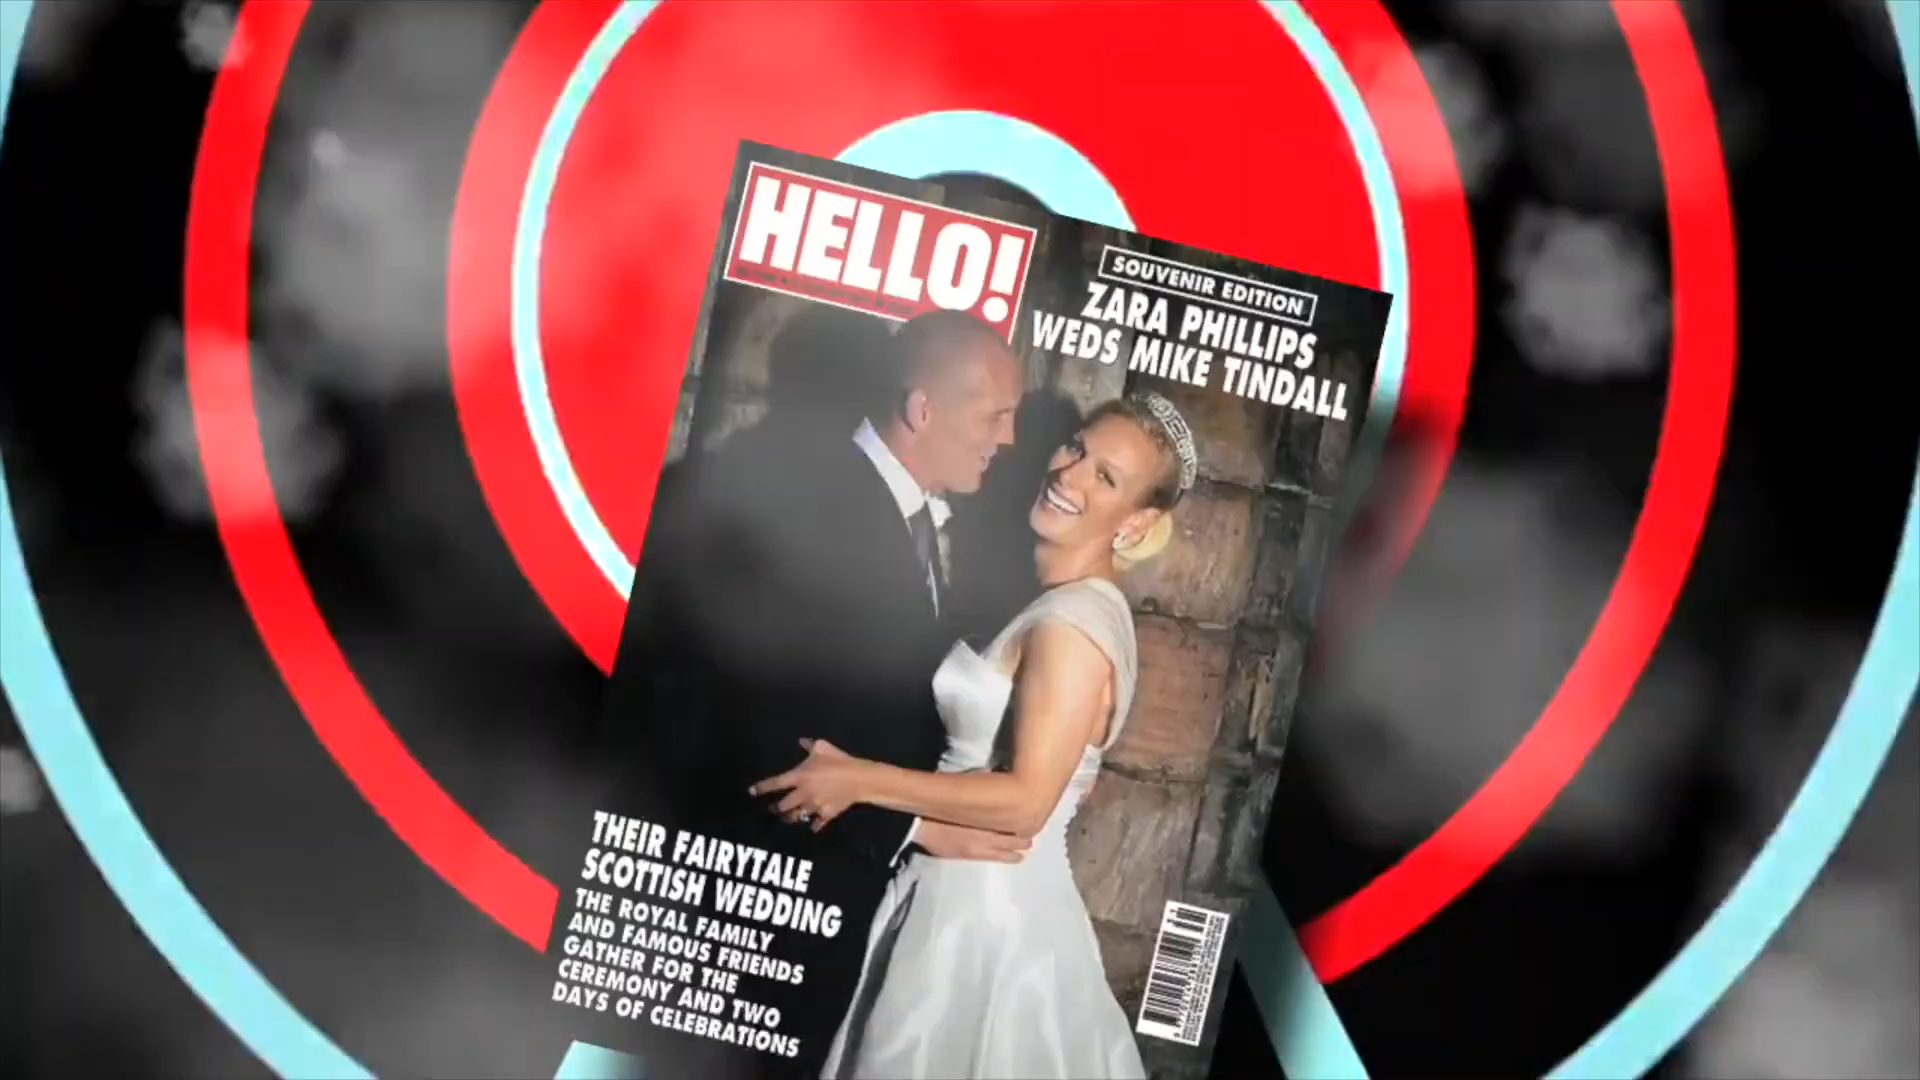 HELLO!
SOUVENIR EDITION
ZARA PHILLIPS
WEDS MIKE TINDALL
THEIR FAIRYTALE
SCOTTISH WEDDING
THE ROYAL FAMILY
AND FAMOUS FRIENDS
GATHER FOR THE
CEREMONY AND TWO
DAYS OF CELEBRATIONS